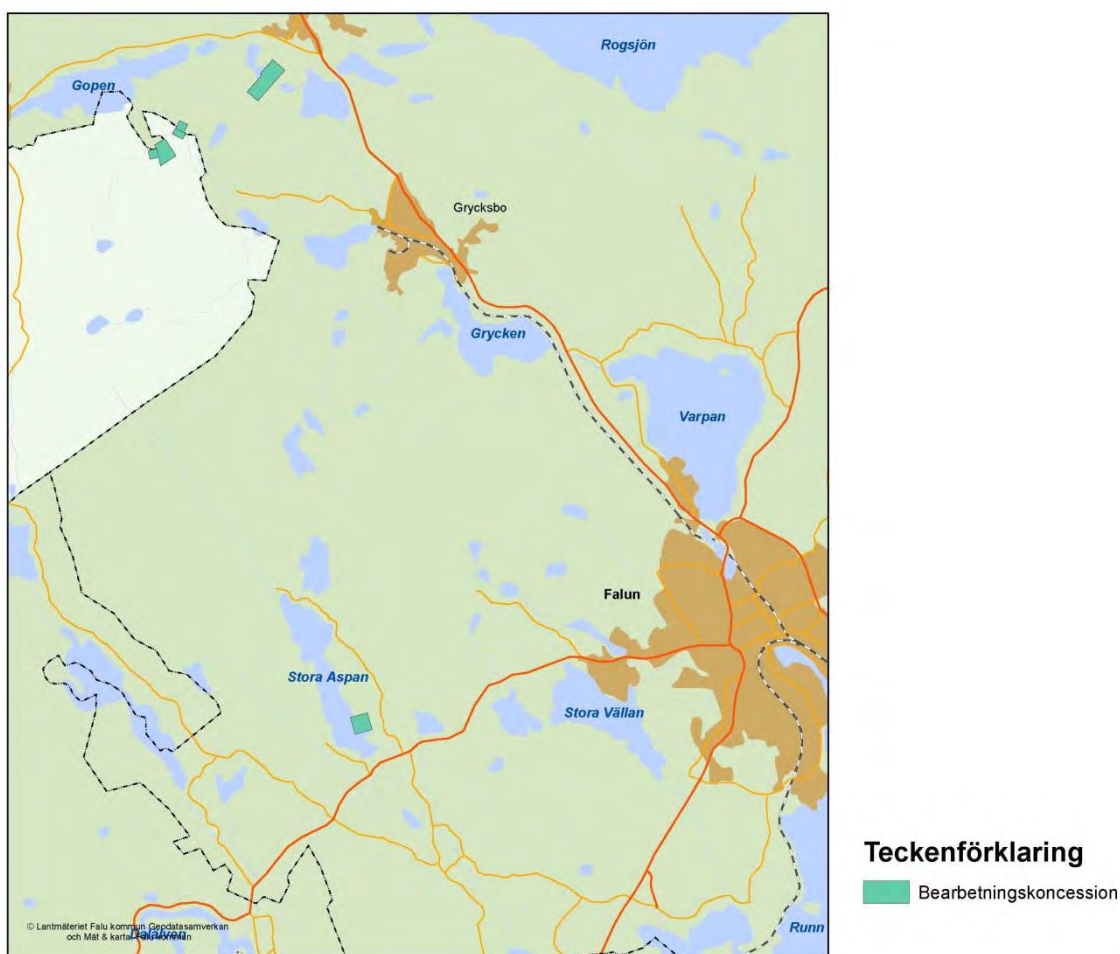 Rogsjön
Gopen
Grycksbo
Grycken
Varpan
Falun
Stora Aspan
Stora Vällan
Teckenförklaring
Bearbetningskoncession
© Lantmäteriet Falu kommun Geodatasamverkan
och Mät & karta Falu kommun
Dalälven
Runn